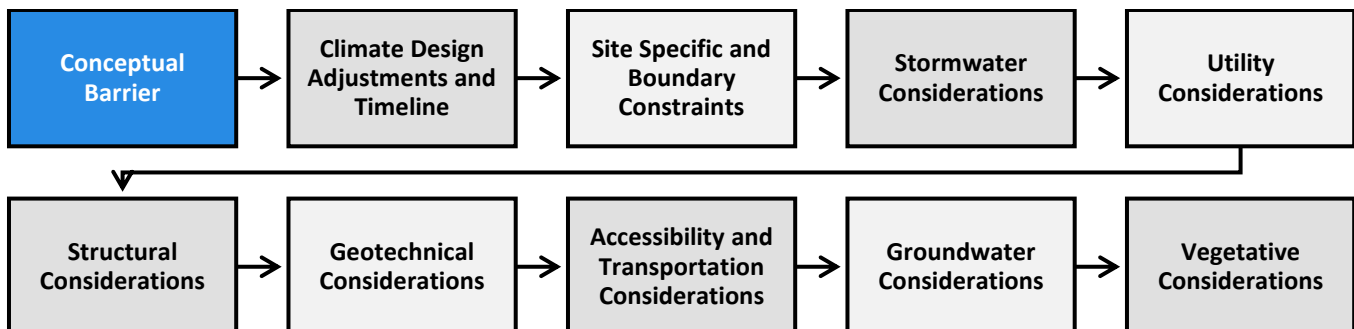 Conceptual
Barrier
Climate Design
Adjustments and
Timeline
Site Specific and
Boundary
Constraints
Stormwater
Considerations
Utility
Considerations
Structural
Considerations
Geotechnical
Considerations
Accessibility and
Transportation
Considerations
Groundwater
Considerations
Vegetative
Considerations